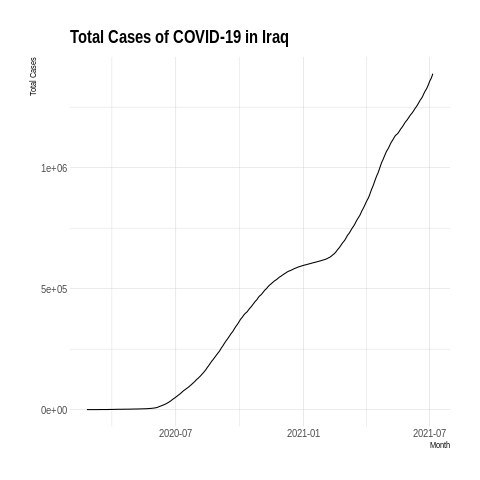 Total Cases of COVID-19 in Iraq
Total Cases
1e+06
5e+05
0e+00
2020-07
2021-01
2021-07
Month